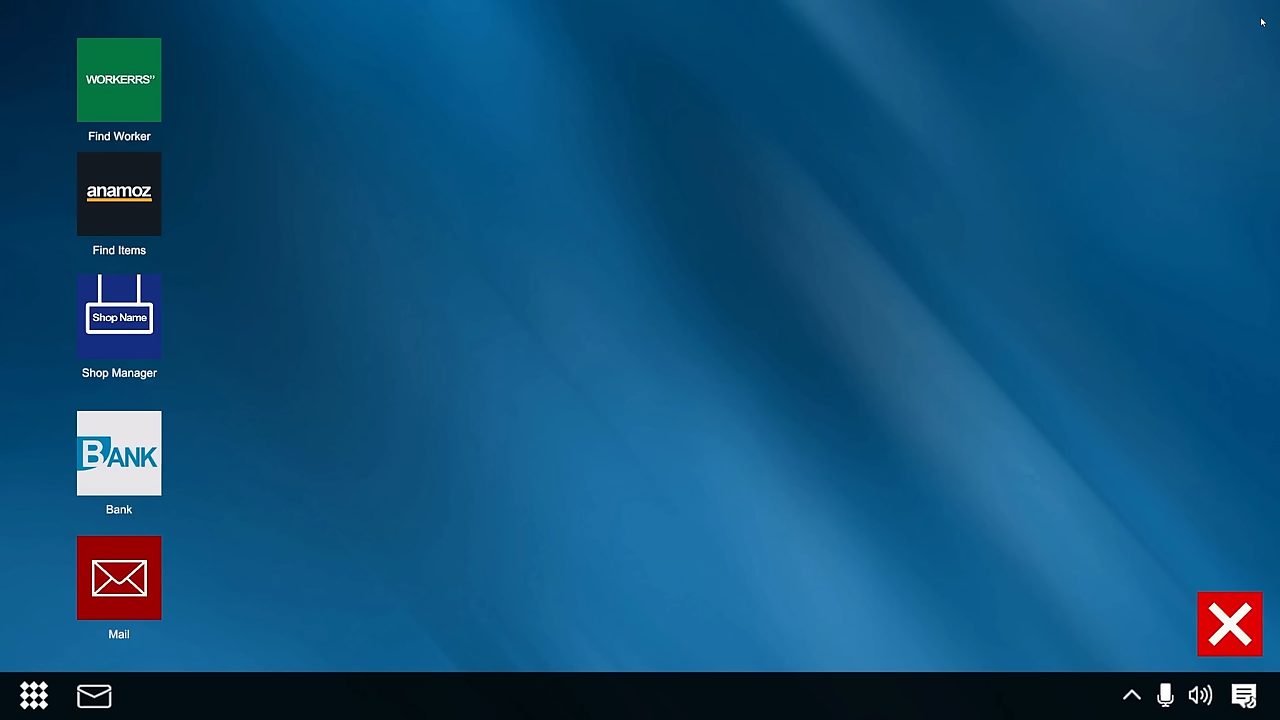 WORKERRS"
Find Worker
anamoz
Find Items
Shop Name
Shop Manager
BANK
Bank
Mail